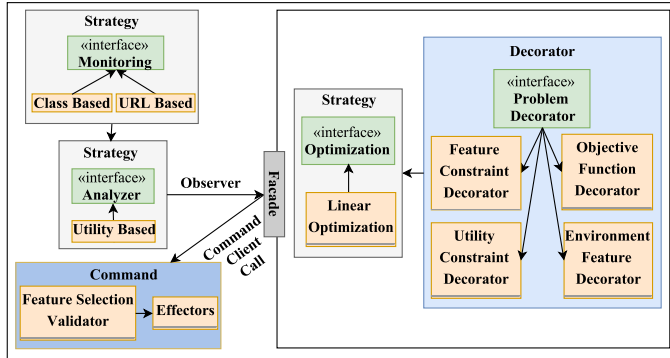 Strategy
«interface»
Monitoring
Class Based
URL Based
Strategy
«interface»
Analyzer
Utility Based
Observer
Command
Client
Call
Facade
Command
Feature Selection
Validator
Effectors
Strategy
«interface»
Optimization
Linear
Optimization
Decorator
«interface»
Problem
Decorator
Feature
Constraint
Decorator
Objective
Function
Decorator
Utility
Constraint
Decorator
Environment
Feature
Decorator